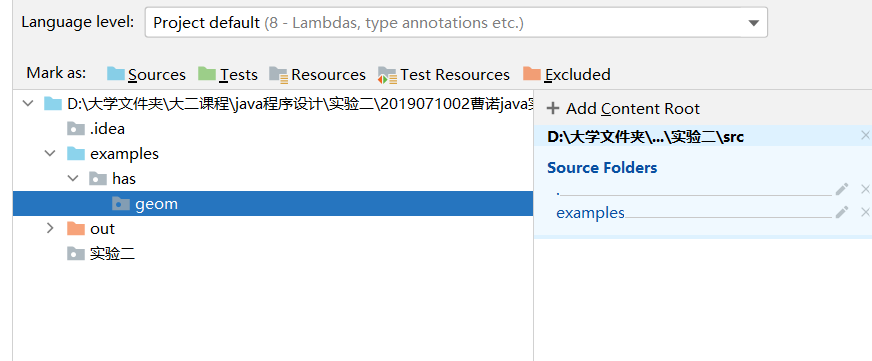 Language level: Project default (8 - Lambdas, type annotations etc.)
Mark as: Sources Tests Resources Test Resources Excluded
D:\大学文件夹\大二课程\java程序设计\实验二\2019071002曹诺java实
.idea
examples
has
geom
out
实验二
+ Add Content Root
D:\大学文件夹\...\实验二\src
Source Folders
.
examples